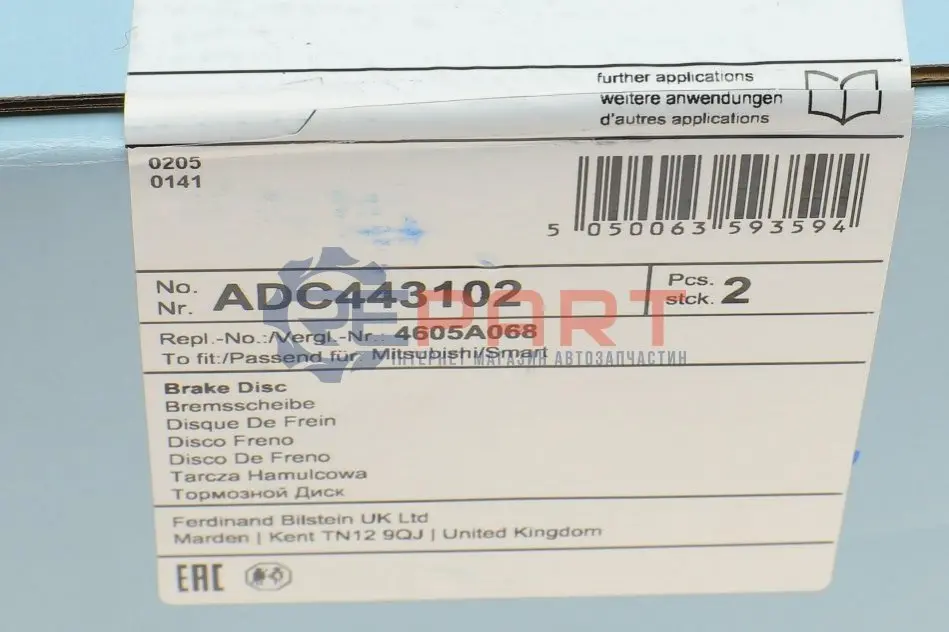 further applications
weitere anwendungen
d'autres applications
0205
0141
5 050063 593594
No.
Nr. ADC443102
Pcs.
stck. 2
Repl.-No.:/Vergl.-Nr.: 4605A068
To fit:/Passend für: Mitsubishi/Smart
PEPART
ІНТЕРНЕТ МАГАЗИН АВТОЗАПЧАСТИН
Brake Disc
Bremsscheibe
Disque De Frein
Disco Freno
Disco De Freno
Tarcza Hamulcowa
Тормозной Диск
Ferdinand Bilstein UK Ltd
Marden | Kent TN12 9QJ | United Kingdom
EAC